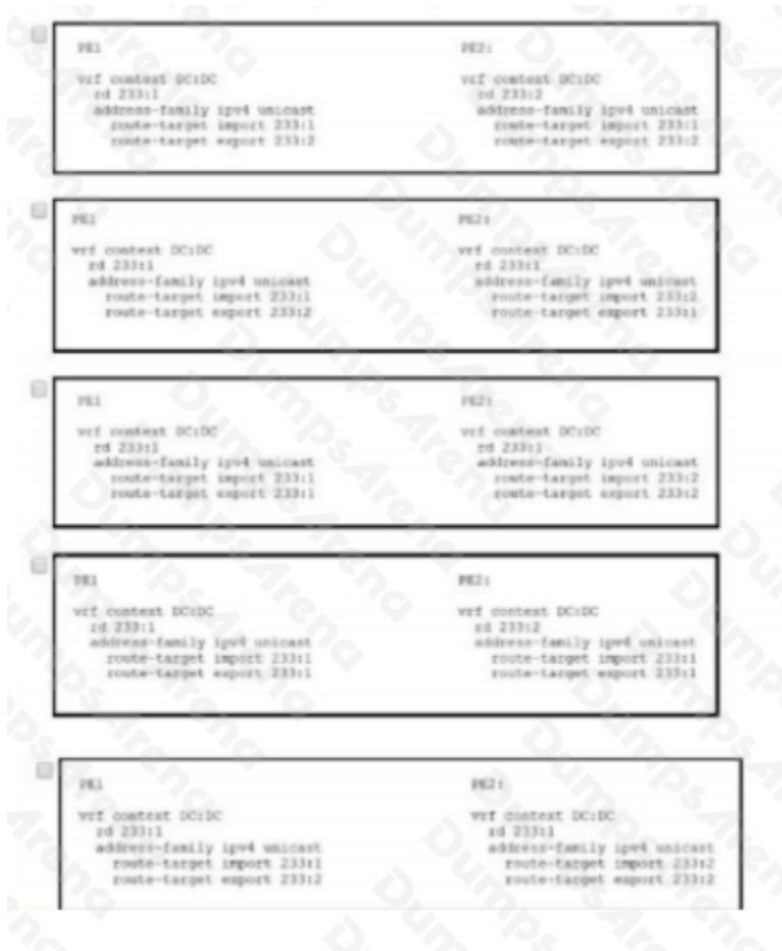 PE1
vrf context DC:DC
rd 233:1
address-family ipv4 unicast
route-target import 233:1
route-target export 233:2
PE2:
vrf context DC:DC
rd 233:2
address-family ipv4 unicast
route-target import 233:1
route-target export 233:2
PE1
vrf context DC:DC
rd 233:1
address-family ipv4 unicast
route-target import 233:1
route-target export 233:2
PE2:
vrf context DC:DC
rd 233:1
address-family ipv4 unicast
route-target import 233:2
route-target export 233:1
PE1
vrf context DC:DC
rd 233:1
address-family ipv4 unicast
route-target import 233:1
route-target export 233:1
PE2:
vrf context DC:DC
rd 233:1
address-family ipv4 unicast
route-target import 233:2
route-target export 233:2
PE1
vrf context DC:DC
rd 233:1
address-family ipv4 unicast
route-target import 233:1
route-target export 233:1
PE2:
vrf context DC:DC
rd 233:2
address-family ipv4 unicast
route-target import 233:1
route-target export 233:1
PE1
vrf context DC:DC
rd 233:1
address-family ipv4 unicast
route-target import 233:1
route-target export 233:2
PE2:
vrf context DC:DC
rd 233:1
address-family ipv4 unicast
route-target import 233:2
route-target export 233:2
DumpsArena